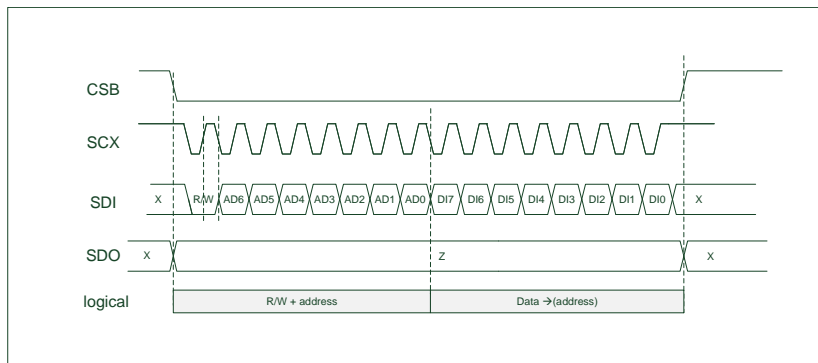 CSB
SCX
SDI X R/W AD6 AD5 AD4 AD3 AD2 AD1 AD0 DI7 DI6 DI5 DI4 DI3 DI2 DI1 DI0 X
SDO X Z X
logical R/W + address Data →(address)